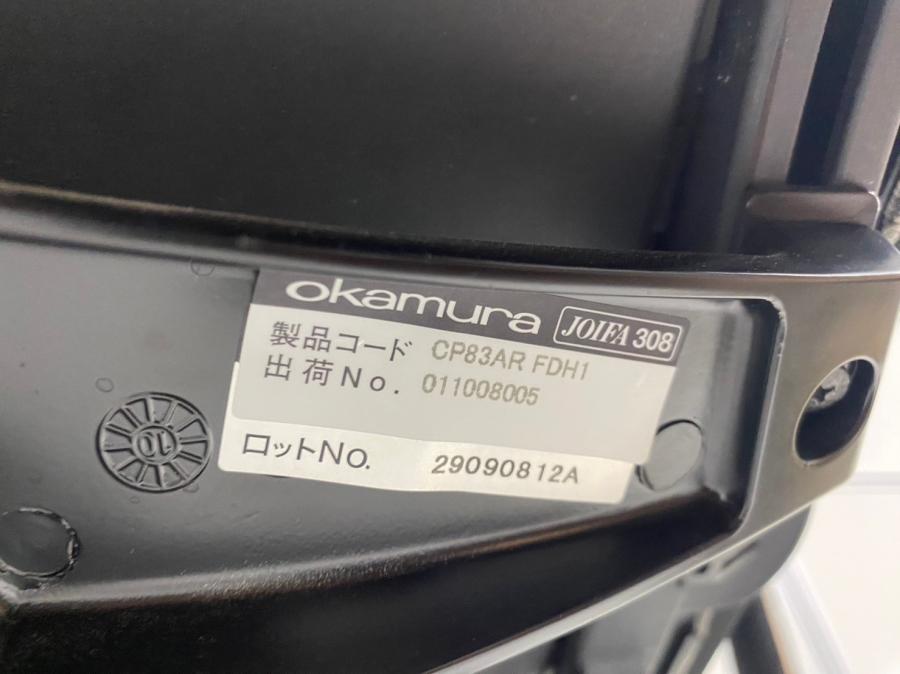 okamura JOIFA 308
製品コード CP83AR FDH1
出荷No. 011008005
ロットNo. 29090812A
10